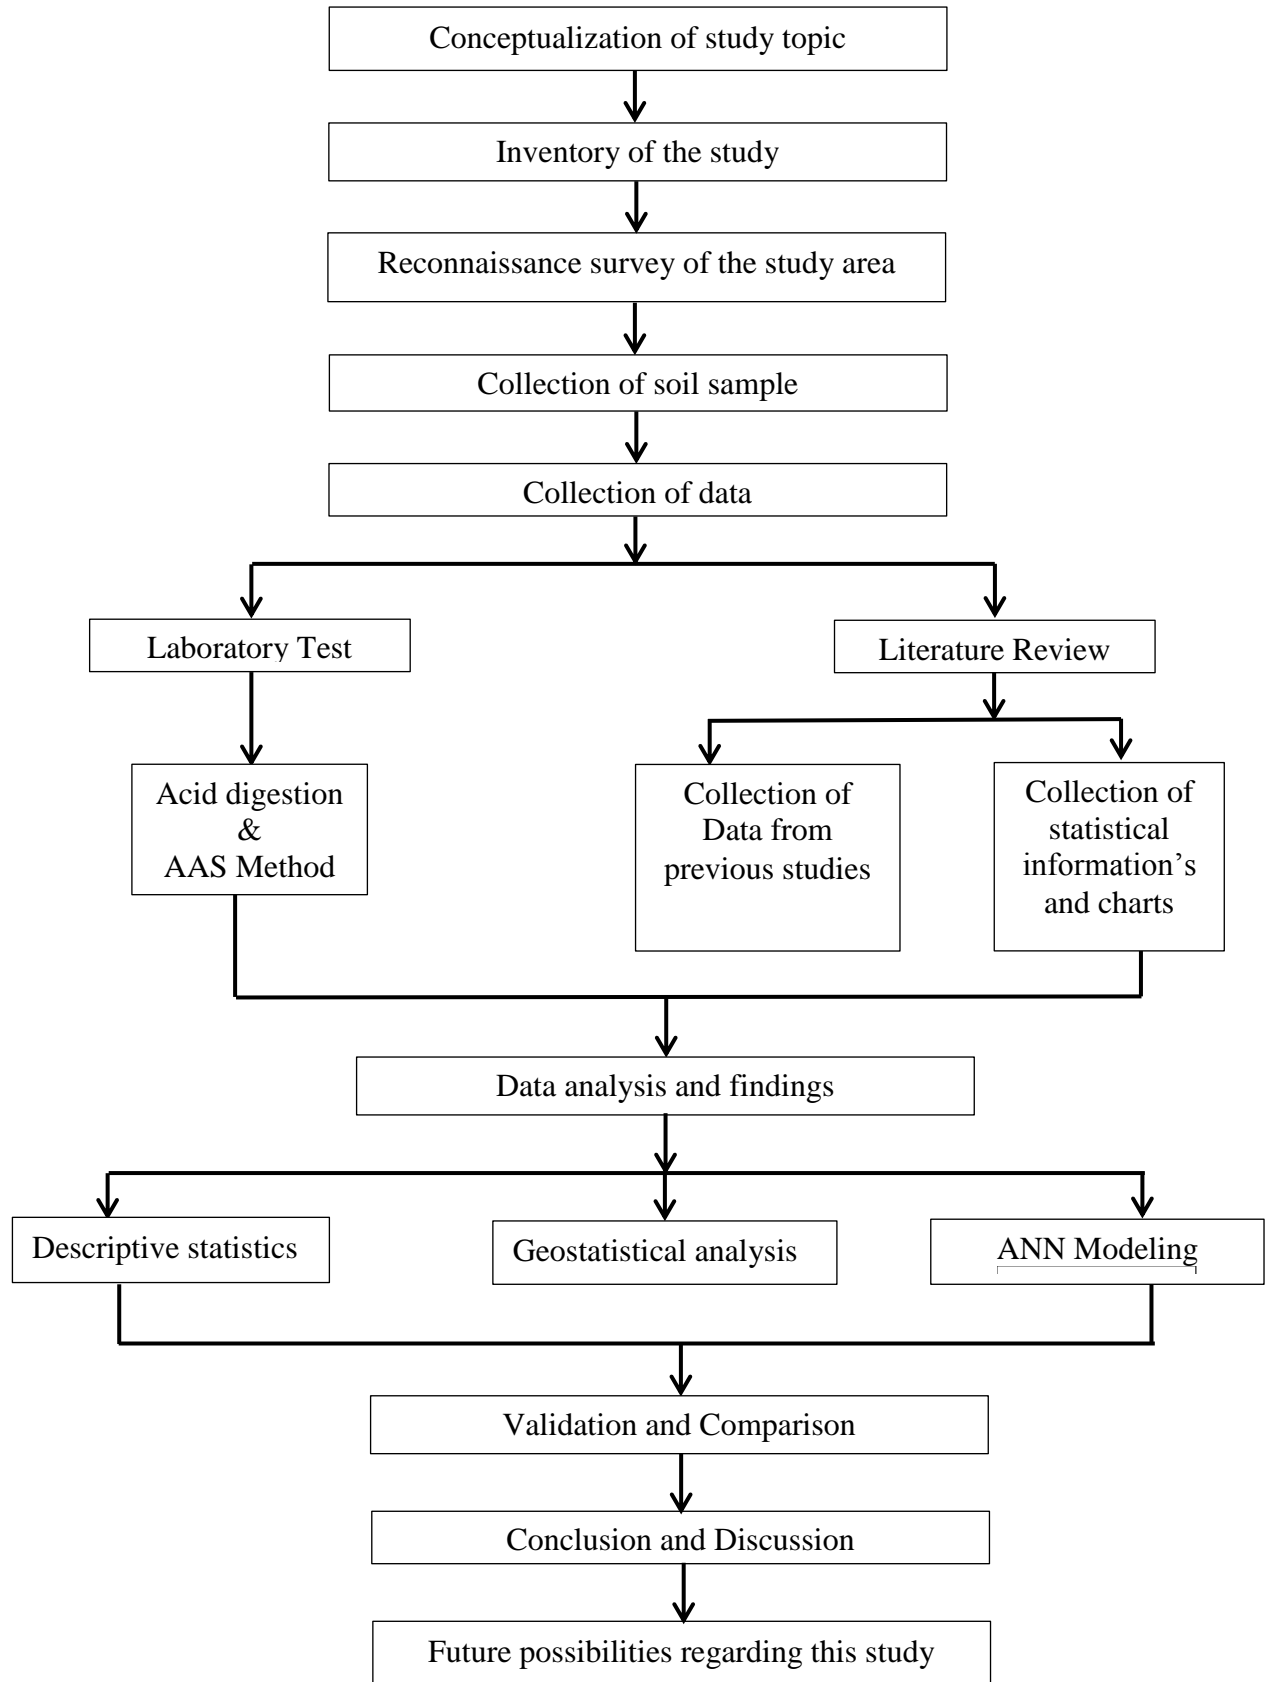 Conceptualization of study topic
Inventory of the study
Reconnaissance survey of the study area
Collection of soil sample
Collection of data
Laboratory Test
Literature Review
Acid digestion
&
AAS Method
Collection of
Data from
previous studies
Collection of
statistical
information’s
and charts
Data analysis and findings
Descriptive statistics
Geostatistical analysis
ANN Modeling
Validation and Comparison
Conclusion and Discussion
Future possibilities regarding this study